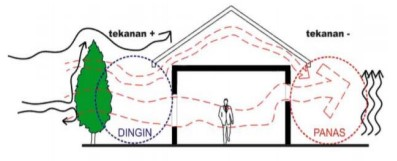 tekanan +
tekanan -
DINGIN
PANAS